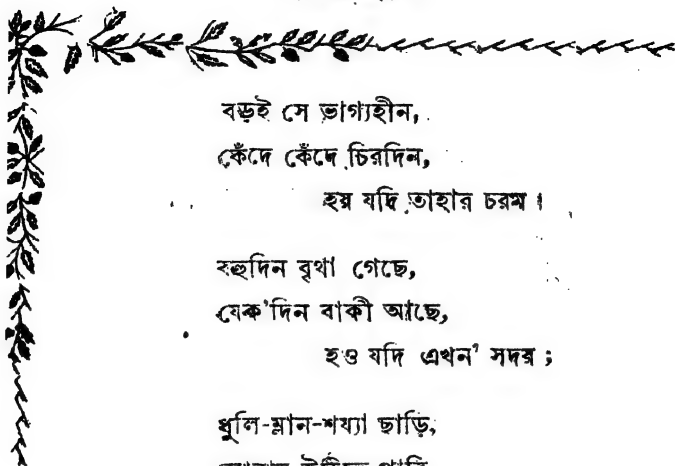 বড়ই সে ভাগ্যহীন,
কেঁদে কেঁদে চিরদিন,
হয় যদি তাহার চরম।
বহুদিন বৃথা গেছে,
যেক'দিন বাকী আছে,
হও যদি এখন' সদয়;
ধুলি-ম্লান-শয্যা ছাড়ি,